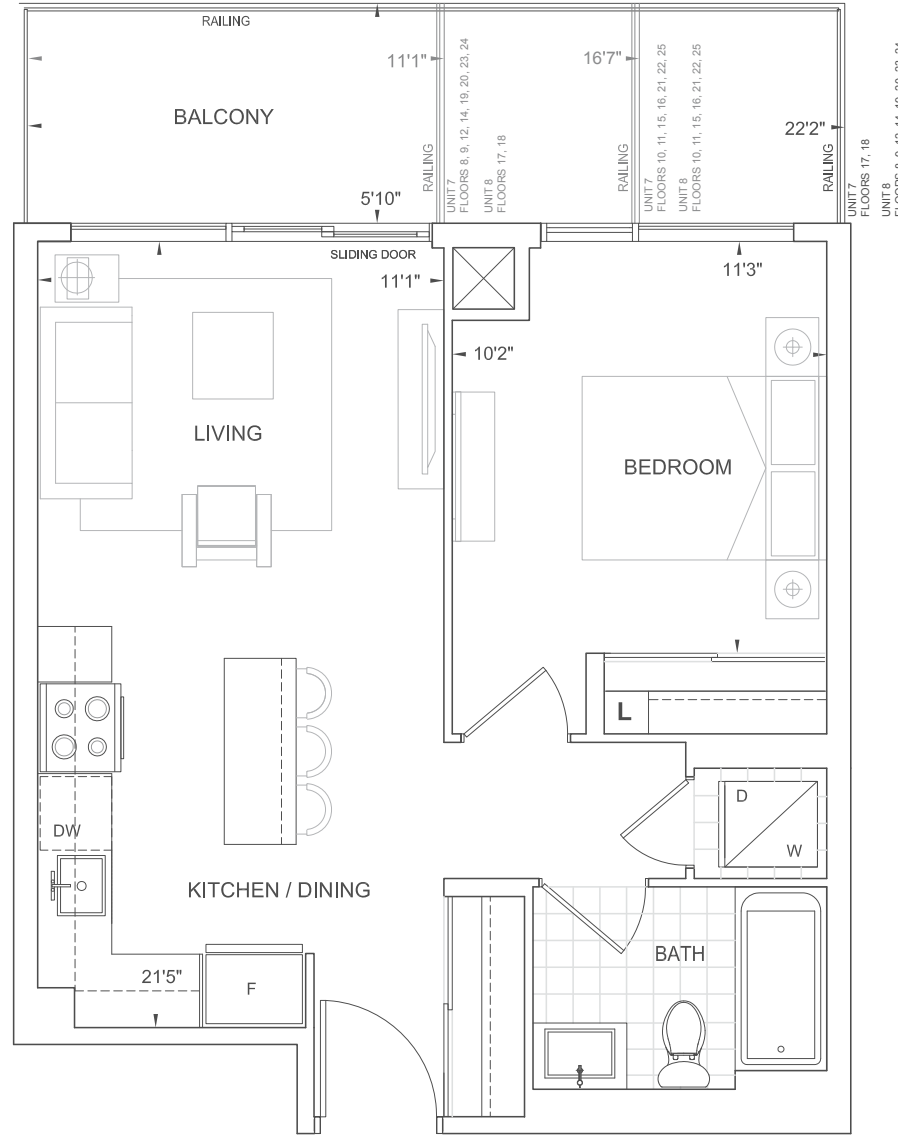 RAILING
BALCONY
11'1"
16'7"
22'2"
5'10"
RAILING
UNIT 7
FLOORS 8, 9, 12, 14, 19, 20, 23, 24
UNIT 8
FLOORS 17, 18
RAILING
UNIT 7
FLOORS 10, 11, 15, 16, 21, 22, 25
UNIT 8
FLOORS 10, 11, 15, 16, 21, 22, 25
RAILING
UNIT 7
FLOORS 17, 18
UNIT 8
SLIDING DOOR
11'1"
11'3"
10'2"
LIVING
BEDROOM
L
D
W
DW
KITCHEN / DINING
BATH
21'5"
F